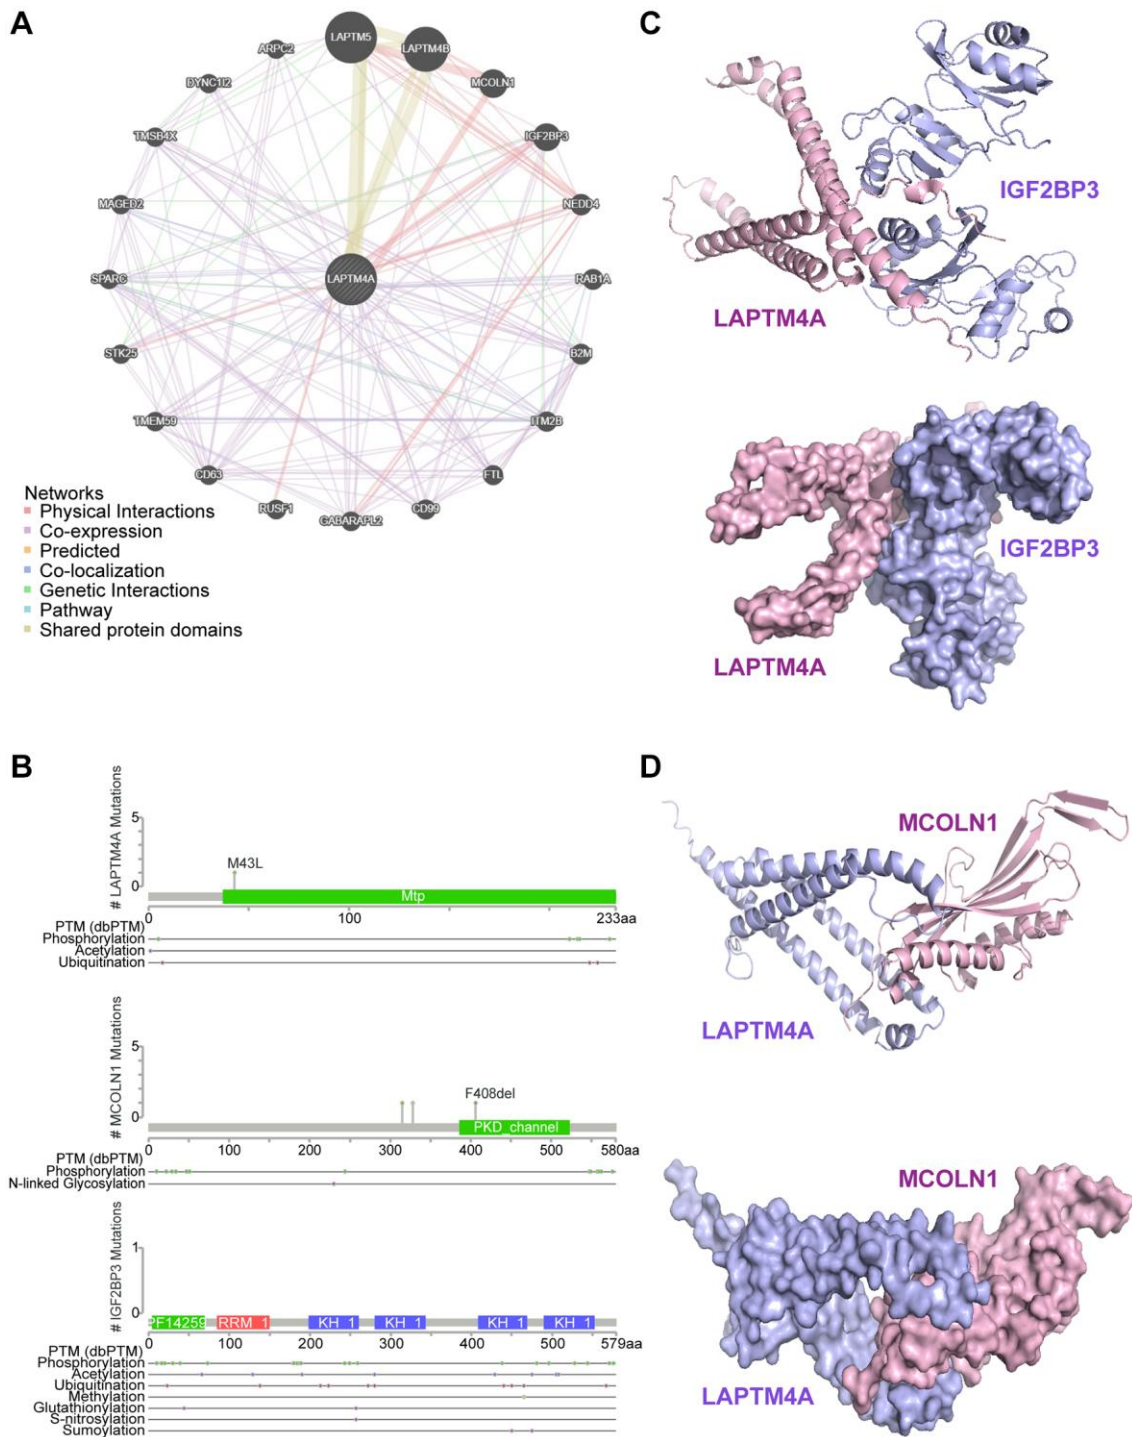 A
LAPTM5
LAPTM4B
MCOLN1
IGF2BP3
NEDD4
RAB1A
B2M
ITM2B
FTL
CD99
GABARAPL2
RUSF1
CD63
TMEM59
STK25
SPARC
MAGED2
TMSB4X
DYNC1I2
ARPC2
LAPTM4A
Networks
Physical Interactions
Co-expression
Predicted
Co-localization
Genetic Interactions
Pathway
Shared protein domains
B
# LAPTM4A Mutations
5
0
M43L
Mtp
0 100 233aa
PTM (dbPTM)
Phosphorylation
Acetylation
Ubiquitination
# MCOLN1 Mutations
5
0
F408del
PKD_channel
0 100 200 300 400 500 580aa
PTM (dbPTM)
Phosphorylation
N-linked Glycosylation
# IGF2BP3 Mutations
1
0
PF14259 RRM_1 KH_1 KH_1 KH_1 KH_1
0 100 200 300 400 500 579aa
PTM (dbPTM)
Phosphorylation
Acetylation
Ubiquitination
Methylation
Glutathionylation
S-nitrosylation
Sumoylation
C
IGF2BP3
LAPTM4A
IGF2BP3
LAPTM4A
D
MCOLN1
LAPTM4A
MCOLN1
LAPTM4A